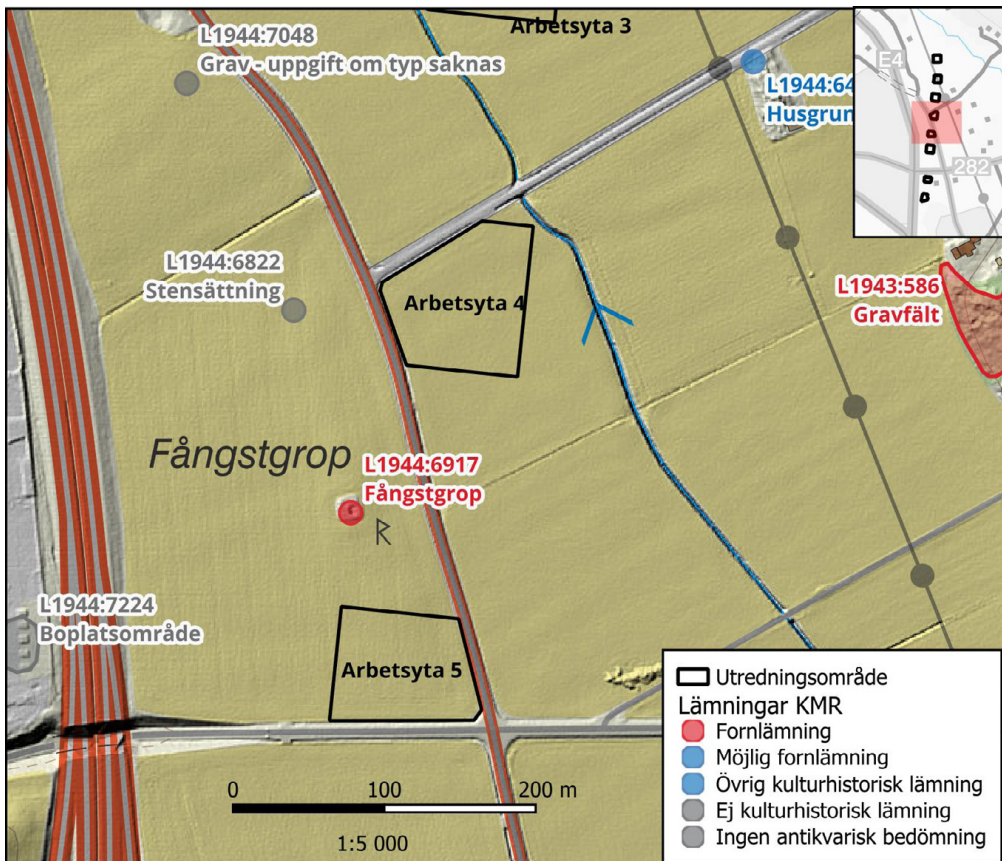 Arbetsyta 3
L1944:7048
Grav - uppgift om typ saknas
L1944:64
Husgrun
E4
282
L1944:6822
Stensättning
Arbetsyta 4
L1943:586
Gravfält
Fångstgrop
L1944:6917
Fångstgrop
R
L1944:7224
Boplatsområde
Arbetsyta 5
0 100 200 m
1:5 000
Utredningsområde
Lämningar KMR
Fornlämning
Möjlig fornlämning
Övrig kulturhistorisk lämning
Ej kulturhistorisk lämning
Ingen antikvarisk bedömning